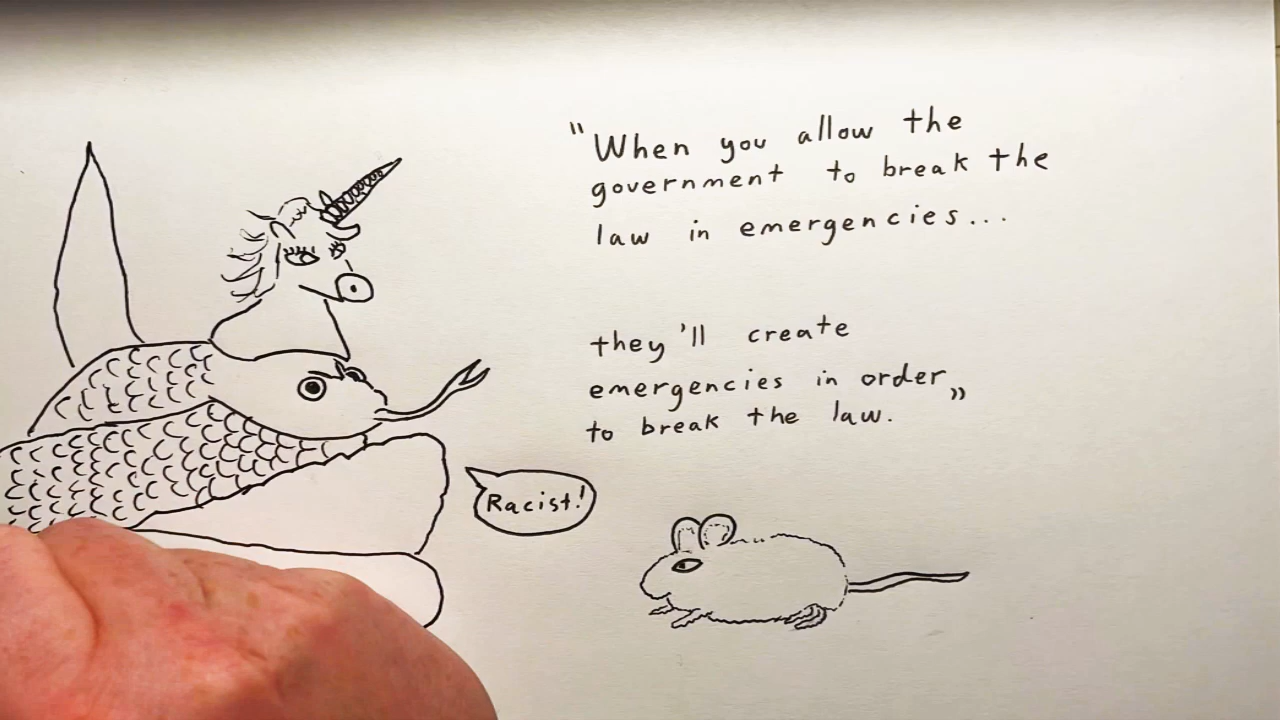 "When you allow the
government to break the
law in emergencies...
they'll create
emergencies in order
to break the law."
Racist!